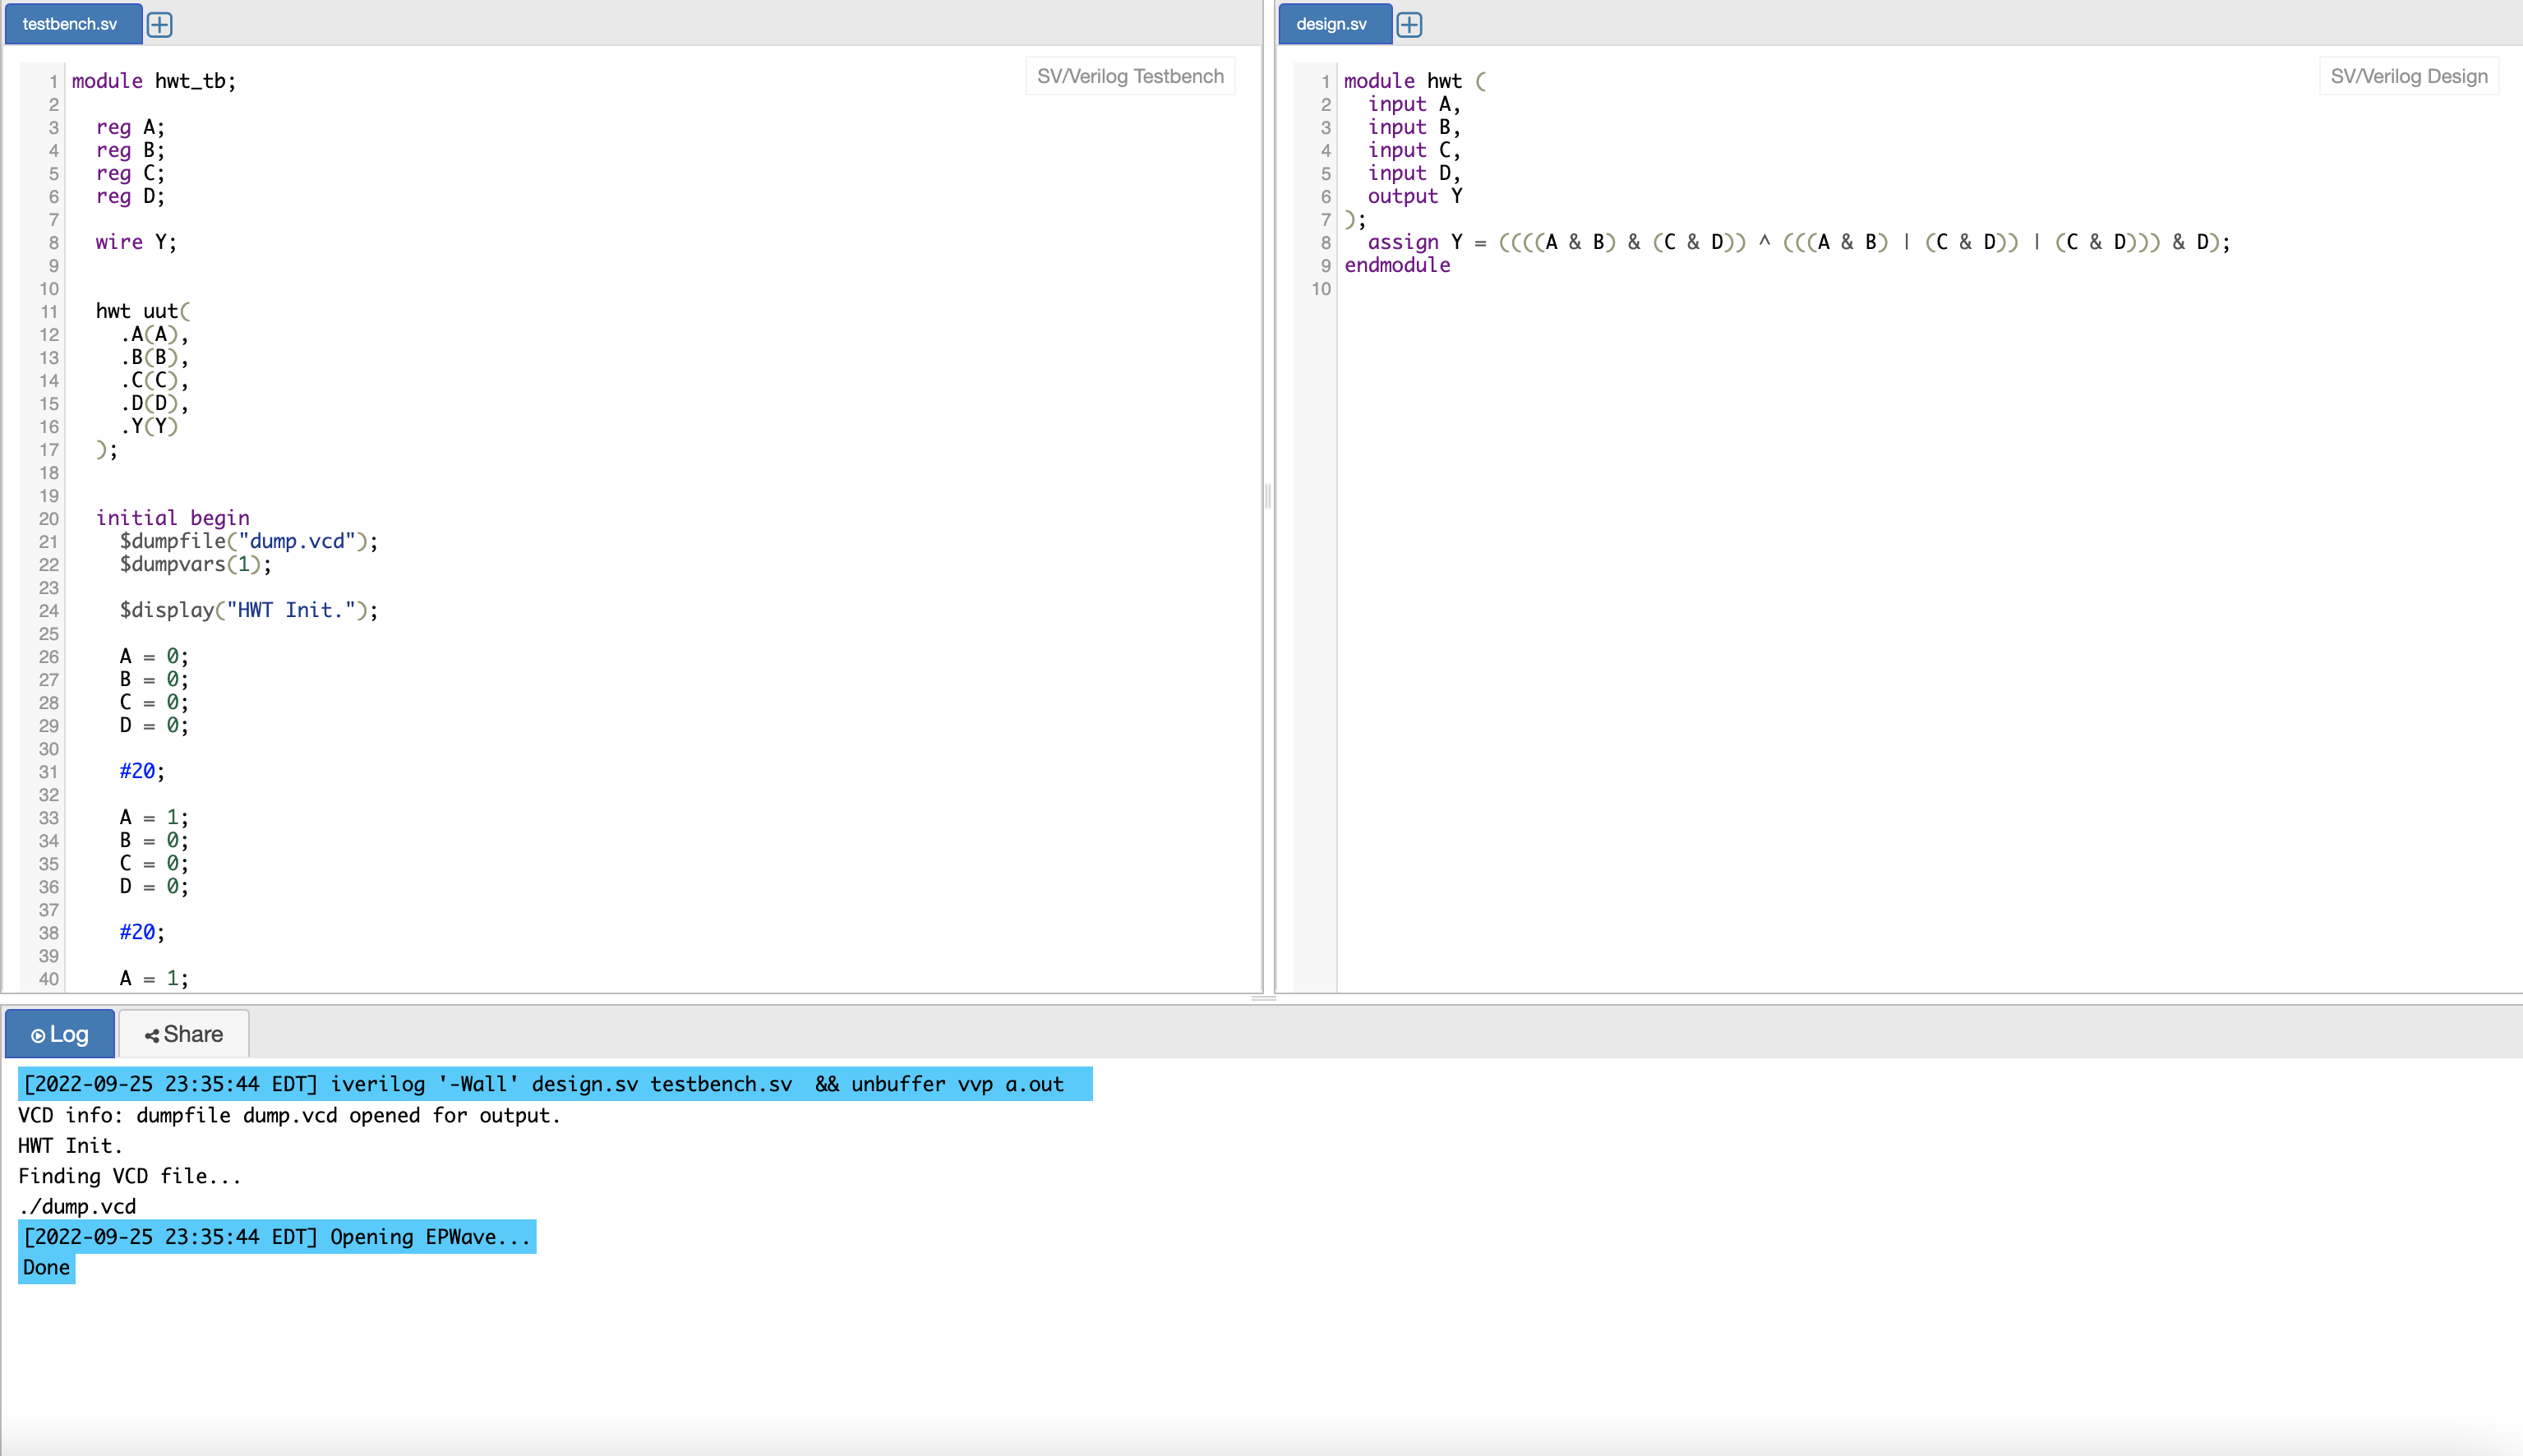 testbench.sv
SV/Verilog Testbench
1 module hwt_tb;
2
3 reg A;
4 reg B;
5 reg C;
6 reg D;
7
8 wire Y;
9
10
11 hwt uut(
12 .A(A),
13 .B(B),
14 .C(C),
15 .D(D),
16 .Y(Y)
17 );
18
19
20 initial begin
21 $dumpfile("dump.vcd");
22 $dumpvars(1);
23
24 $display("HWT Init.");
25
26 A = 0;
27 B = 0;
28 C = 0;
29 D = 0;
30
31 #20;
32
33 A = 1;
34 B = 0;
35 C = 0;
36 D = 0;
37
38 #20;
39
40 A = 1;
design.sv
SV/Verilog Design
1 module hwt (
2 input A,
3 input B,
4 input C,
5 input D,
6 output Y
7 );
8 assign Y = ((((A & B) & (C & D)) ^ (((A & B) | (C & D)) | (C & D))) & D);
9 endmodule
10
Log
Share
[2022-09-25 23:35:44 EDT] iverilog '-Wall' design.sv testbench.sv && unbuffer vvp a.out
VCD info: dumpfile dump.vcd opened for output.
HWT Init.
Finding VCD file...
./dump.vcd
[2022-09-25 23:35:44 EDT] Opening EPWave...
Done